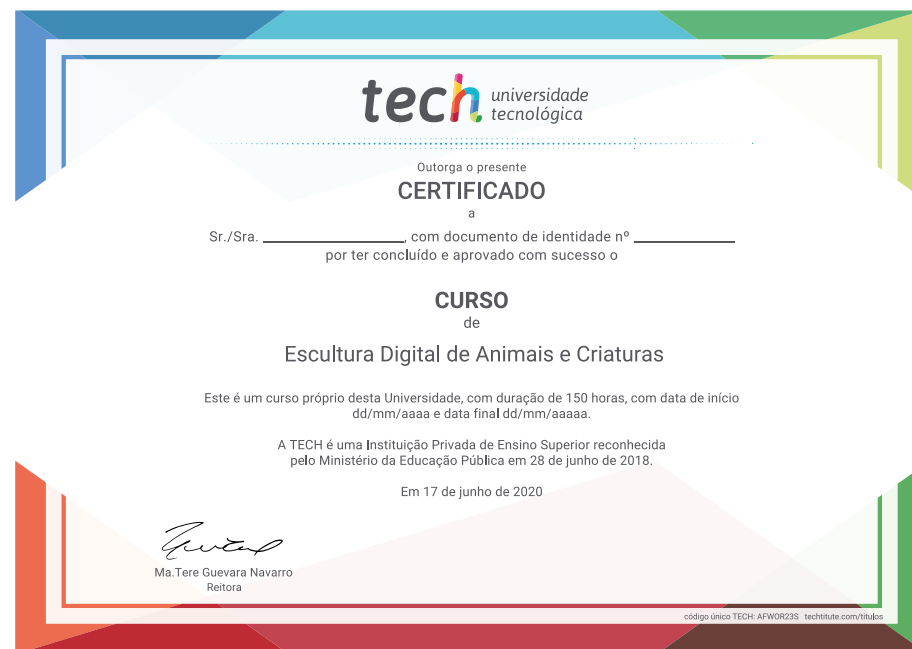 tech universidade
tecnológica
Outorga o presente
CERTIFICADO
a
Sr./Sra. ________________, com documento de identidade nº ____________
por ter concluído e aprovado com sucesso o
CURSO
de
Escultura Digital de Animais e Criaturas
Este é um curso próprio desta Universidade, com duração de 150 horas, com data de início
dd/mm/aaaa e data final dd/mm/aaaaa.
A TECH é uma Instituição Privada de Ensino Superior reconhecida
pelo Ministério da Educação Pública em 28 de junho de 2018.
Em 17 de junho de 2020
Ma.Tere Guevara Navarro
Reitora
código único TECH: AFWOR23S techtitute.com/titulos